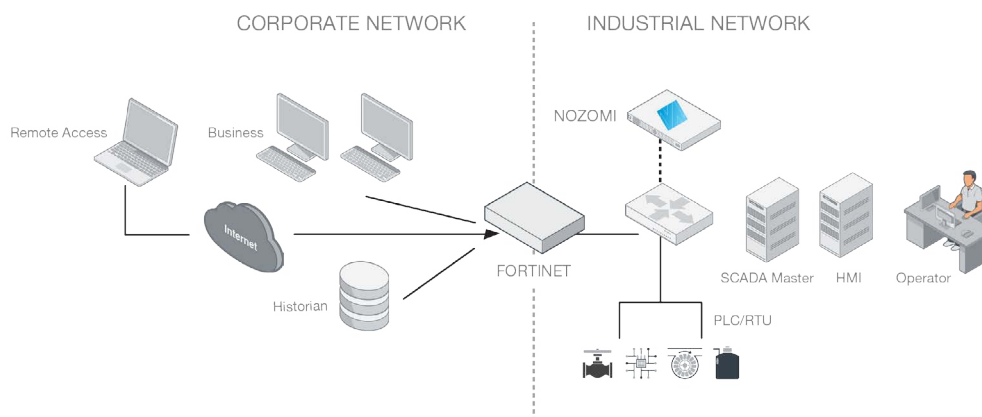 CORPORATE NETWORK
INDUSTRIAL NETWORK
Remote Access
Business
NOZOMI
Internet
FORTINET
Historian
SCADA Master
HMI
Operator
PLC/RTU